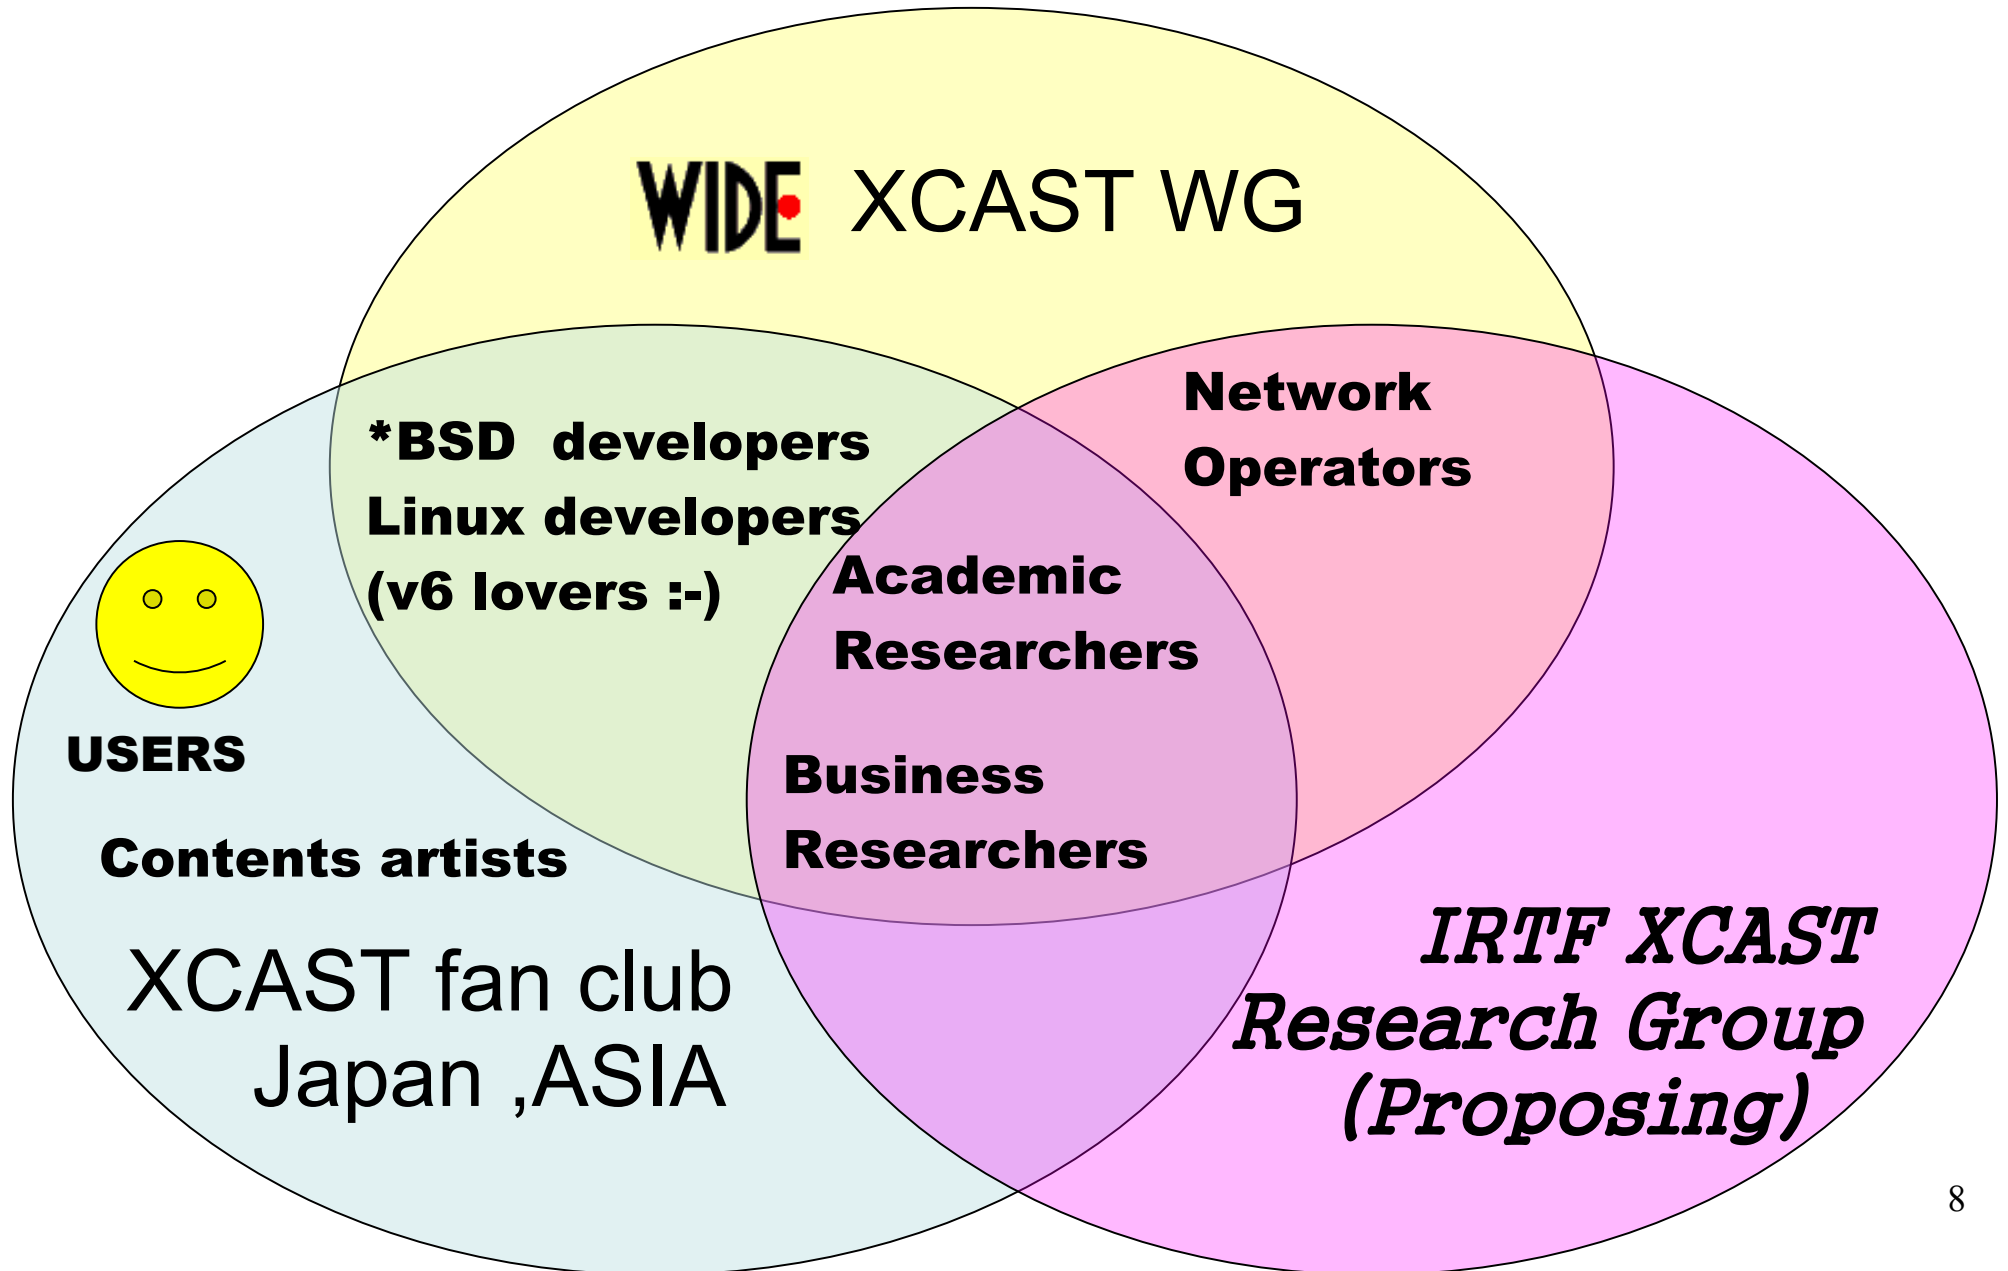 WIDE XCAST WG
Network
Operators
*BSD developers
Linux developers
(v6 lovers :-)
Academic
Researchers
USERS
Business
Researchers
Contents artists
XCAST fan club
Japan ,ASIA
IRTF XCAST
Research Group
(Proposing)
8